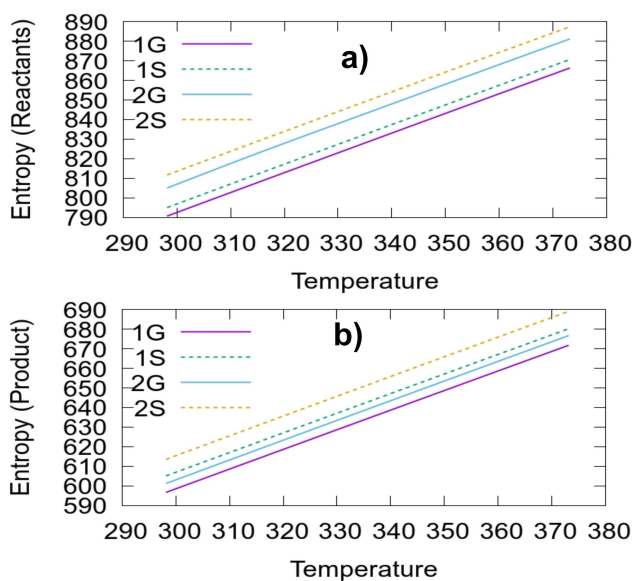 a)
Entropy (Reactants)
890
880
870
860
850
840
830
820
810
800
790
1G
1S
2G
2S
290 300 310 320 330 340 350 360 370 380
Temperature
b)
Entropy (Product)
690
680
670
660
650
640
630
620
610
600
590
1G
1S
2G
2S
290 300 310 320 330 340 350 360 370 380
Temperature